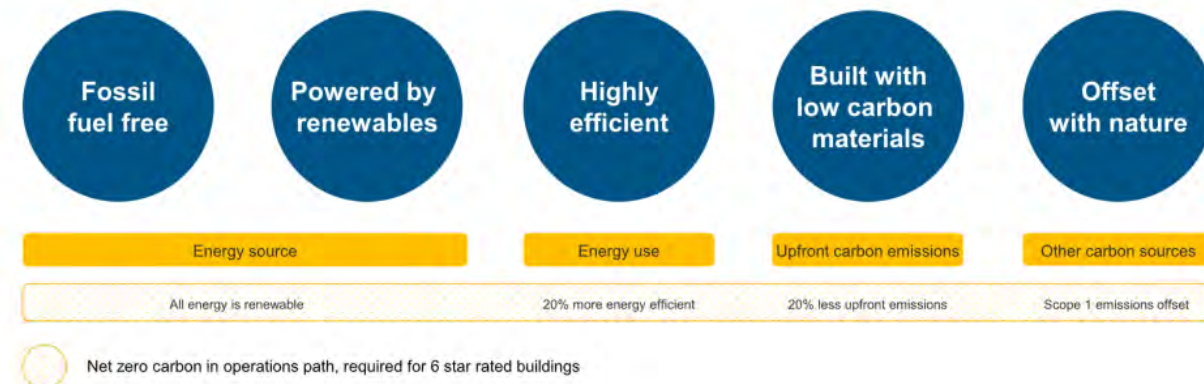 Fossil
fuel free
Powered by
renewables
Highly
efficient
Built with
low carbon
materials
Offset
with nature
Energy source
Energy use
Upfront carbon emissions
Other carbon sources
All energy is renewable
20% more energy efficient
20% less upfront emissions
Scope 1 emissions offset
Net zero carbon in operations path, required for 6 star rated buildings